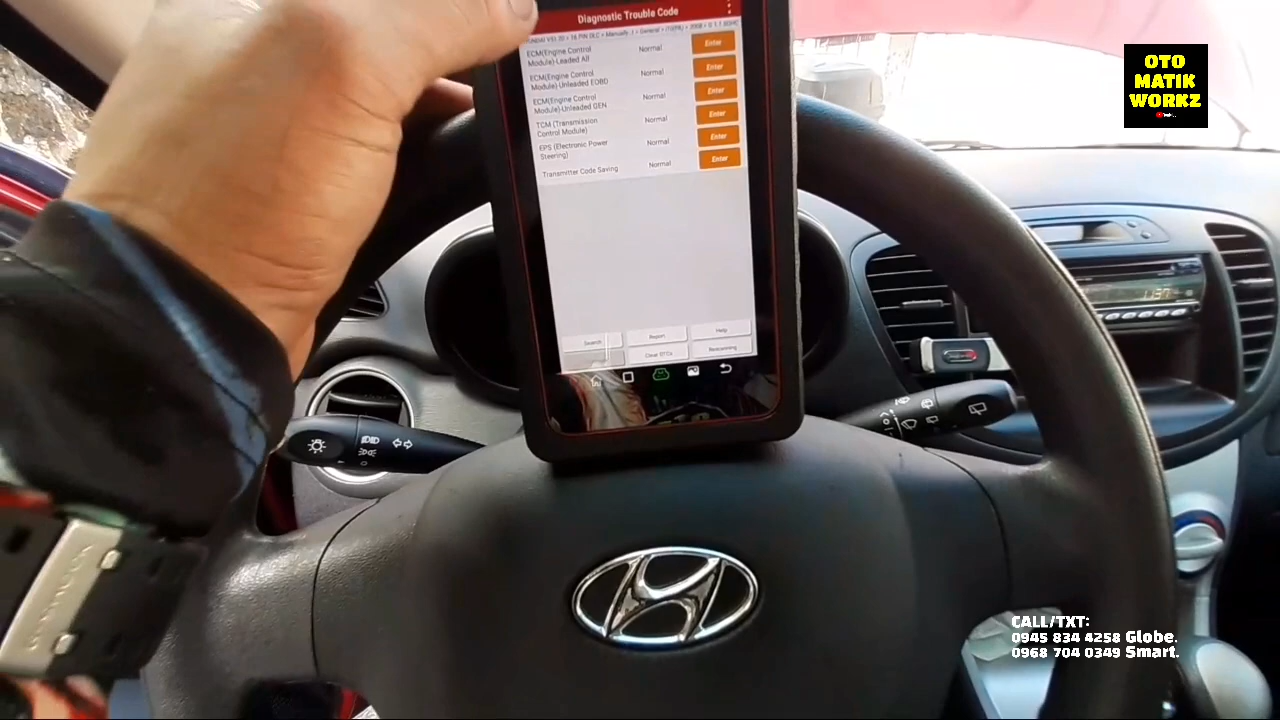 Diagnostic Trouble Code
ECM(Engine Control
Module)-Leaded All
Normal
Enter
ECM(Engine Control
Module)-Unleaded EOBD
Normal
Enter
ECM(Engine Control
Module)-Unleaded GEN
Normal
Enter
TCM (Transmission
Control Module)
Normal
Enter
EPS (Electronic Power
Steering)
Normal
Enter
Transmitter Code Saving
Normal
Enter
Search
Report
Help
Clear DTCs
Rescanning
OTO
MATIK
WORKZ
CALL/TXT:
0945 834 4258 Globe.
0968 704 0349 Smart.